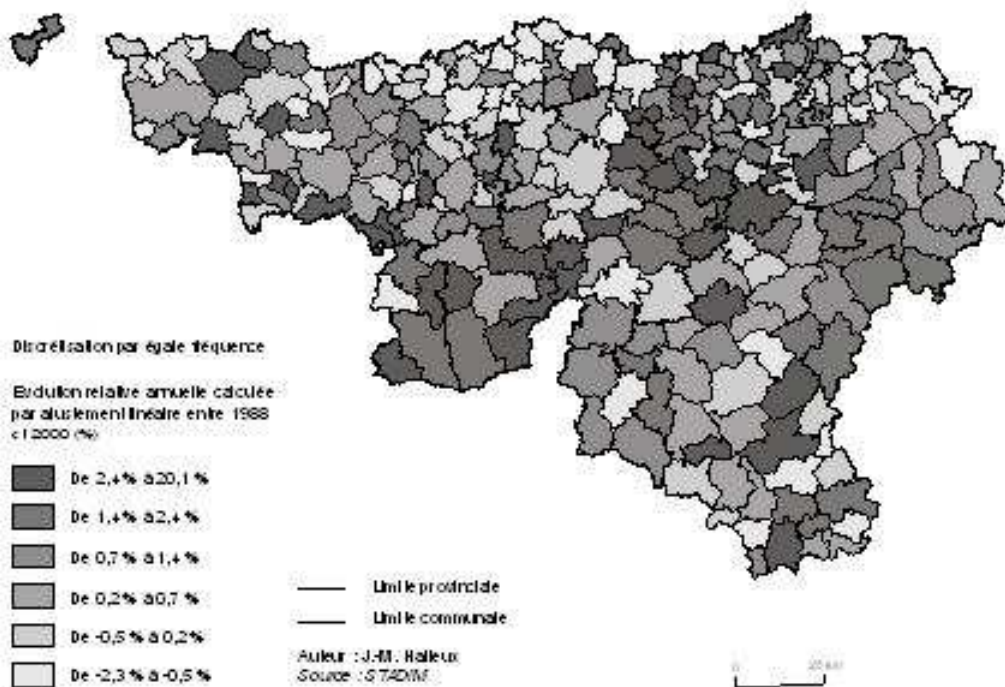 Discrétisation par égale fréquence
Evolution relative annuelle calculée
par ajustement linéaire entre 1988
et 2000 (%)
De 2,4 % à 20,1 %
De 1,4 % à 2,4 %
De 0,7 % à 1,4 %
De 0,2 % à 0,7 %
De -0,5 % à 0,2 %
De -2,3 % à -0,5 %
Limite provinciale
Limite communale
Auteur : J.-M. Halleux
Source : STADIM
0